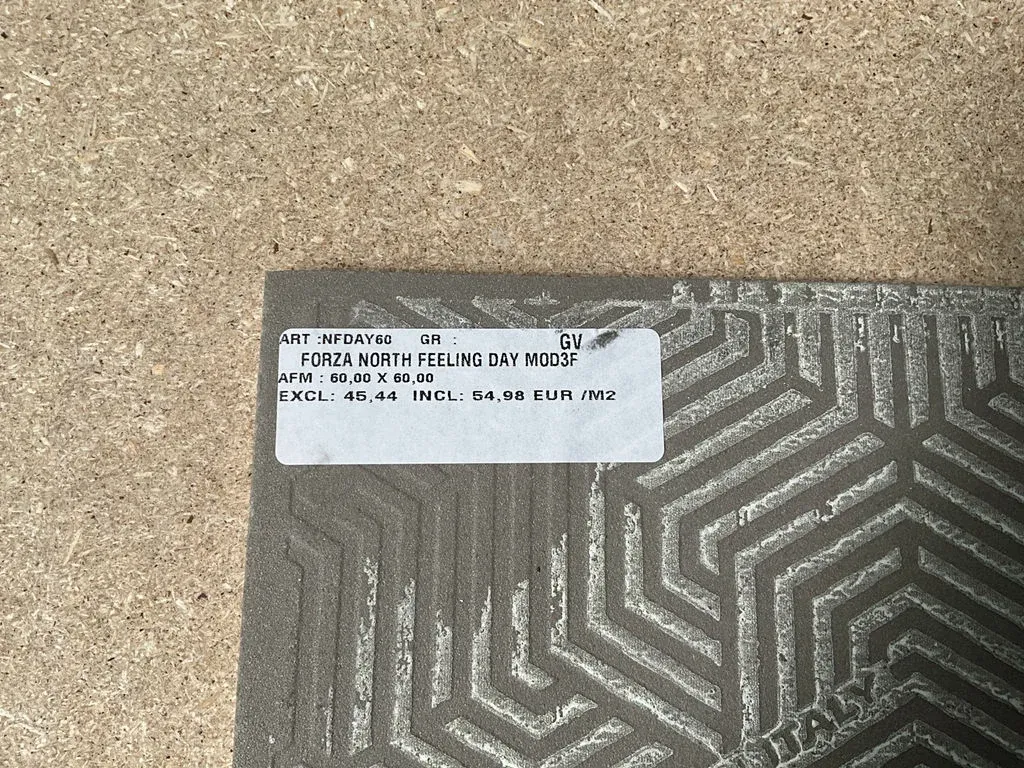 ART :NFDAY60 GR : GV
FORZA NORTH FEELING DAY MOD3F
AFM : 60,00 X 60,00
EXCL: 45,44 INCL: 54,98 EUR /M2
ITALY